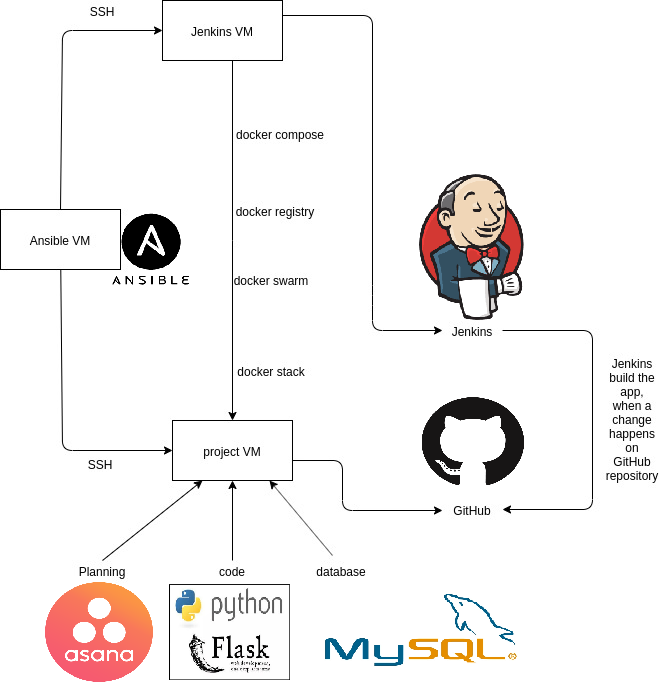 SSH
Jenkins VM
docker compose
docker registry
Ansible VM
ANSIBLE
docker swarm
docker stack
Jenkins
Jenkins
build the
app,
when a
change
happens
on
GitHub
repository
project VM
SSH
GitHub
Planning
code
database
asana
python
Flask
web development,
one drop at a time
MySQL